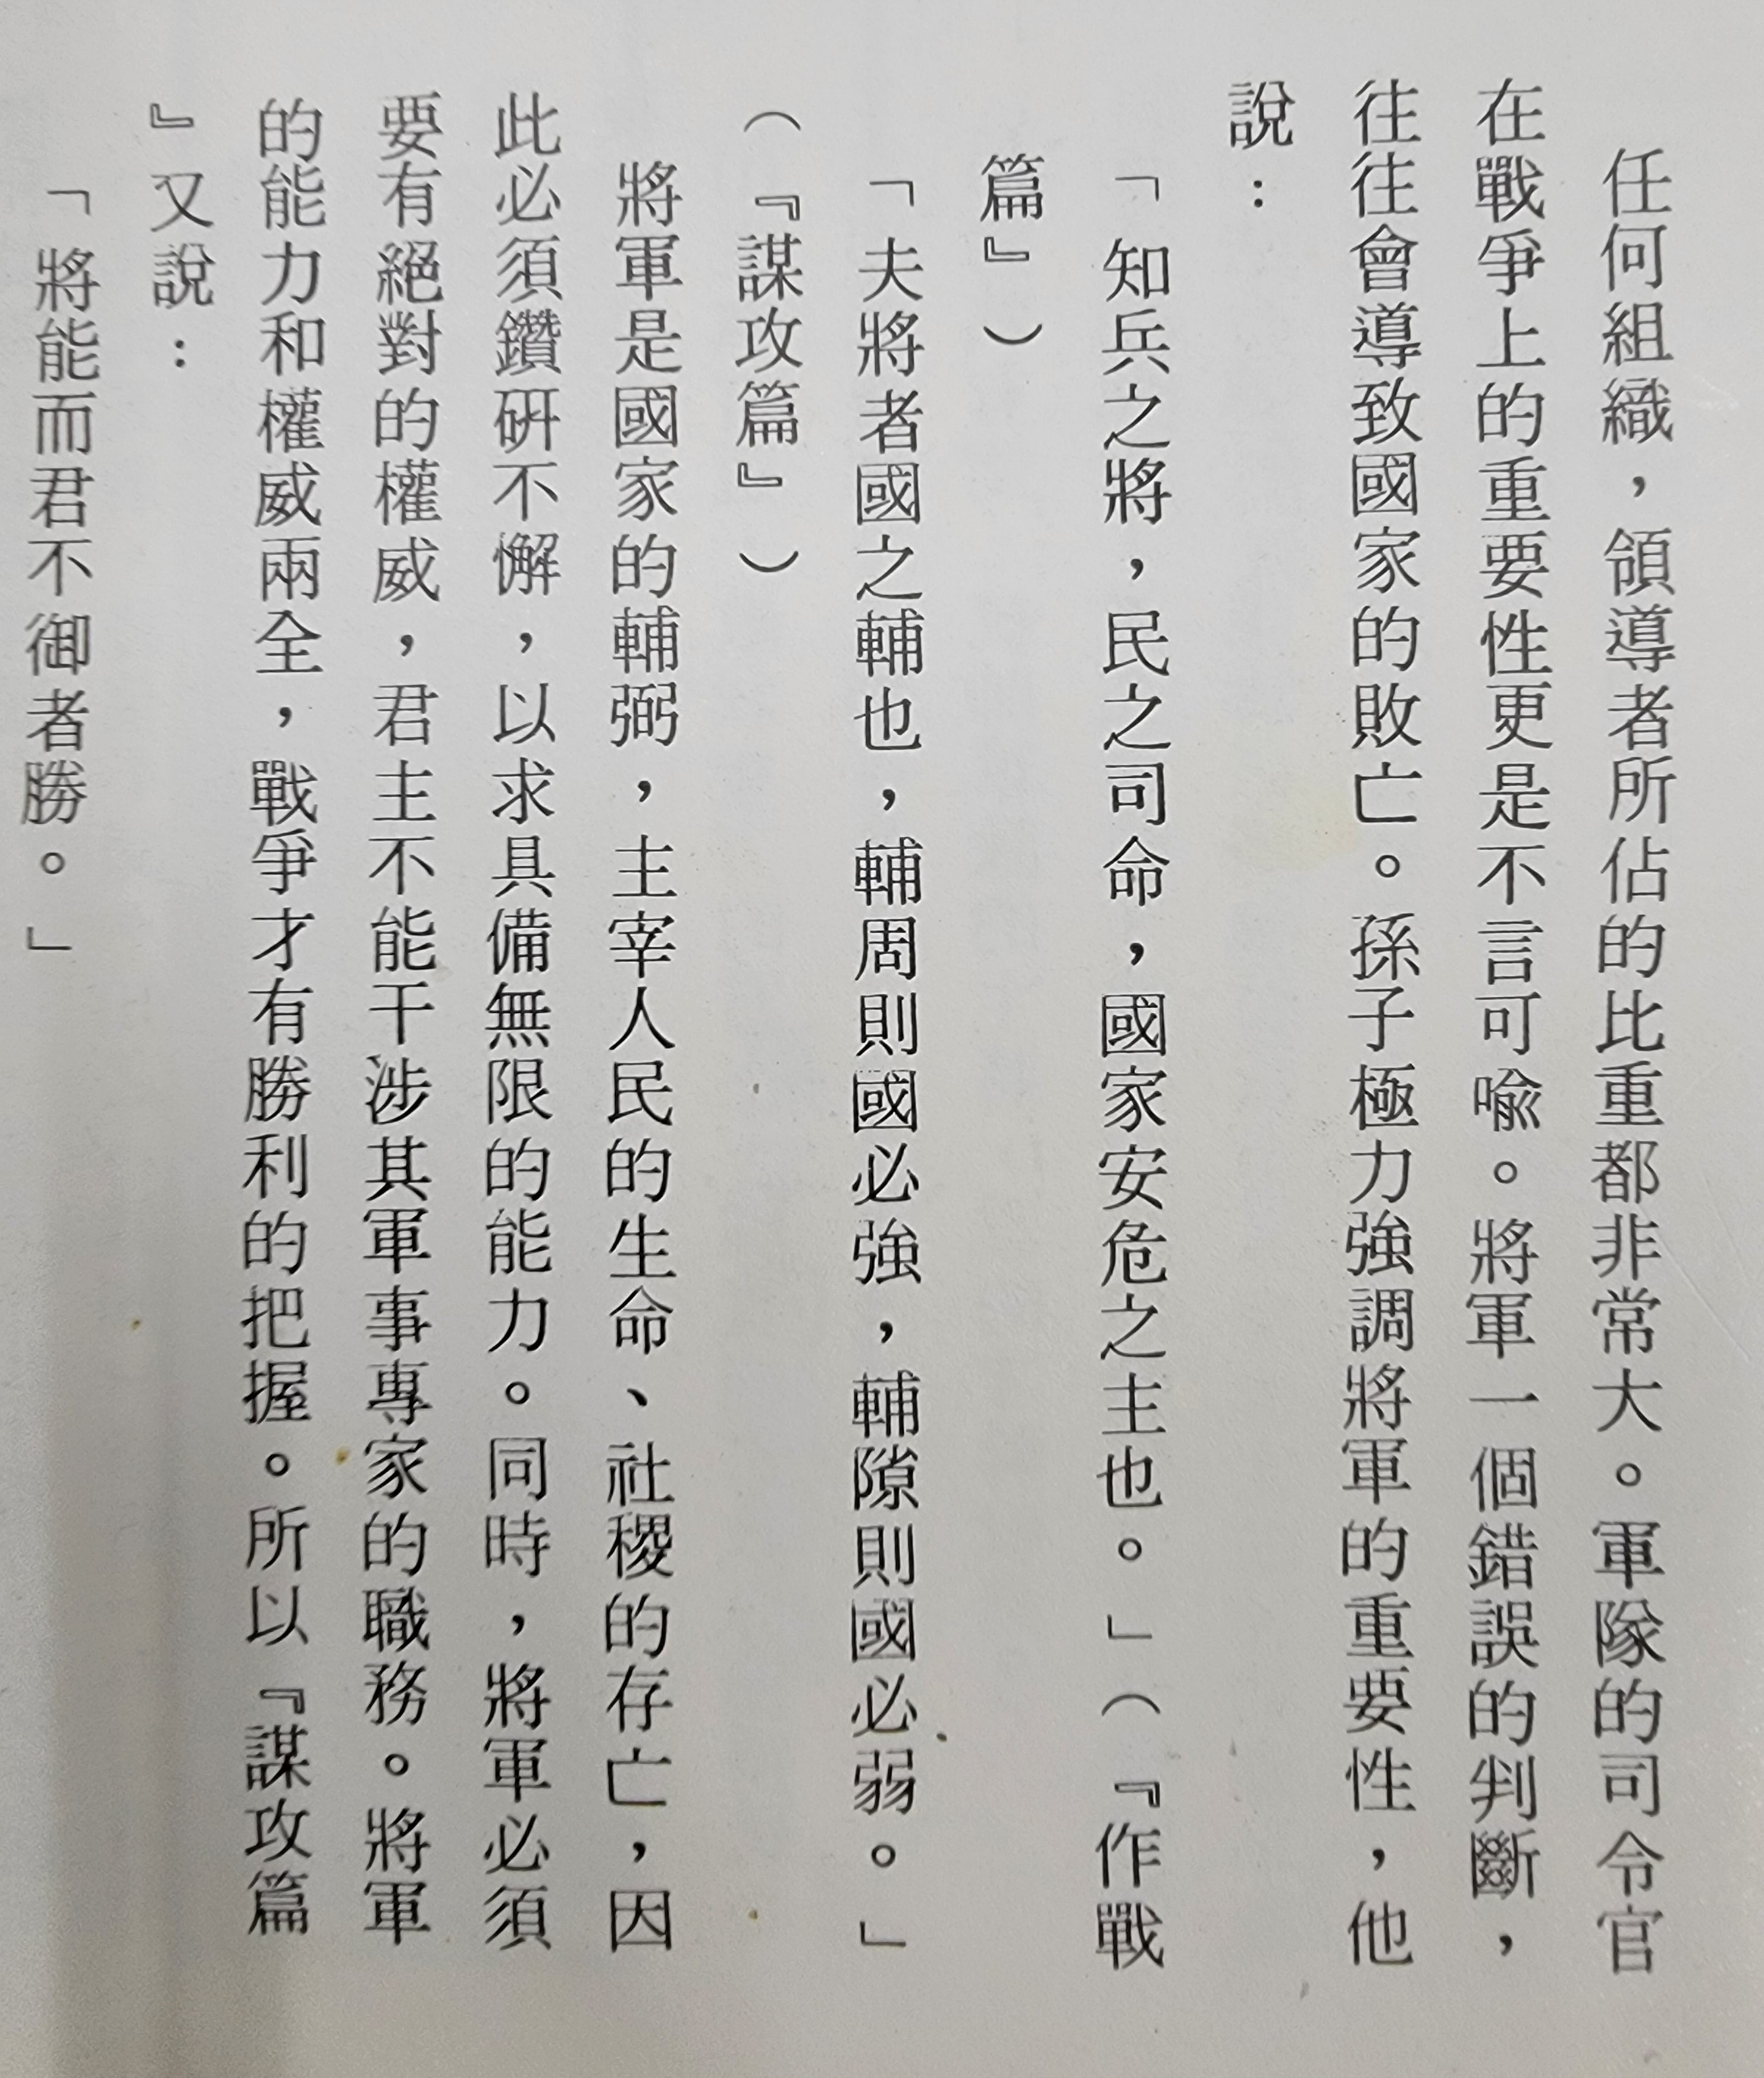 任何組織，領導者所佔的比重都非常大。軍隊的司令官
在戰爭上的重要性更是不言可喻。將軍一個錯誤的判斷，
往往會導致國家的敗亡。孫子極力強調將軍的重要性，他
說：
「知兵之將，民之司命，國家安危之主也。」（『作戰
篇』）
「夫將者國之輔也，輔周則國必強，輔隙則國必弱。」
（『謀攻篇』）
將軍是國家的輔弼，主宰人民的生命、社稷的存亡，因
此必須鑽研不懈，以求具備無限的能力。同時，將軍必須
要有絕對的權威，君主不能干涉其軍事專家的職務。將軍
的能力和權威兩全，戰爭才有勝利的把握。所以『謀攻篇
』又說：
「將能而君不御者勝。」